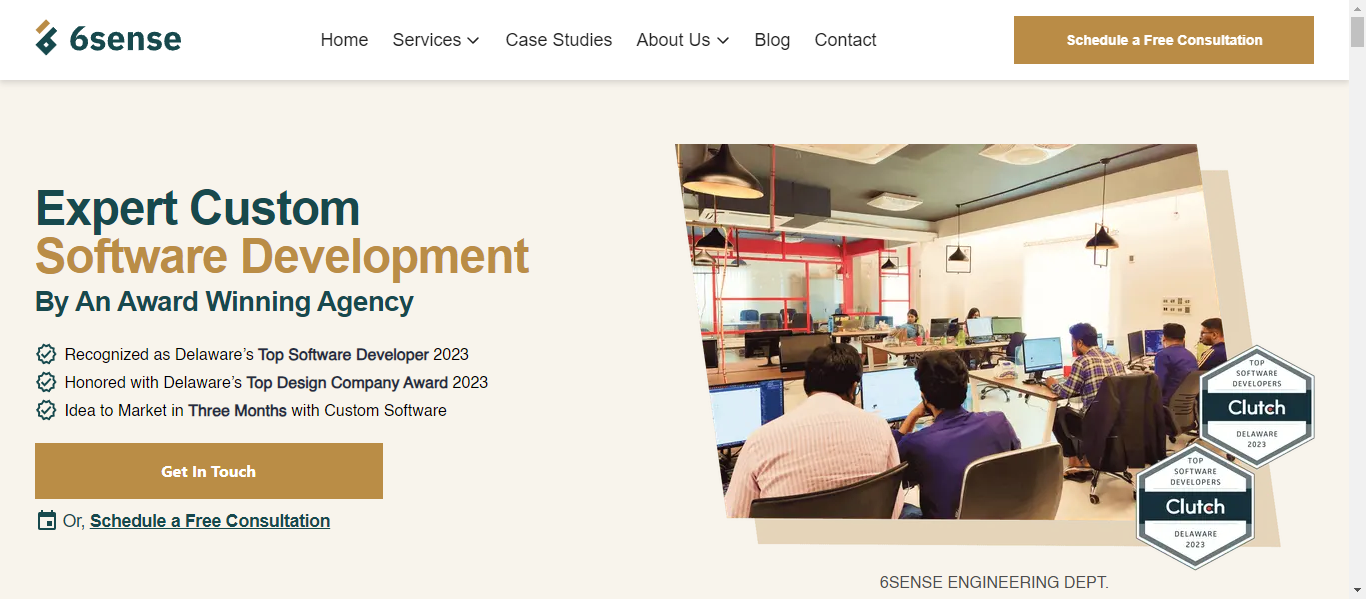 6sense
Home
Services
Case Studies
About Us
Blog
Contact
Schedule a Free Consultation
Expert Custom
Software Development
By An Award Winning Agency
Recognized as Delaware’s Top Software Developer 2023
Honored with Delaware’s Top Design Company Award 2023
Idea to Market in Three Months with Custom Software
Get In Touch
Or, Schedule a Free Consultation
TOP
SOFTWARE
DEVELOPERS
Clutch
DELAWARE
2023
TOP
SOFTWARE
DEVELOPERS
Clutch
DELAWARE
2023
6SENSE ENGINEERING DEPT.